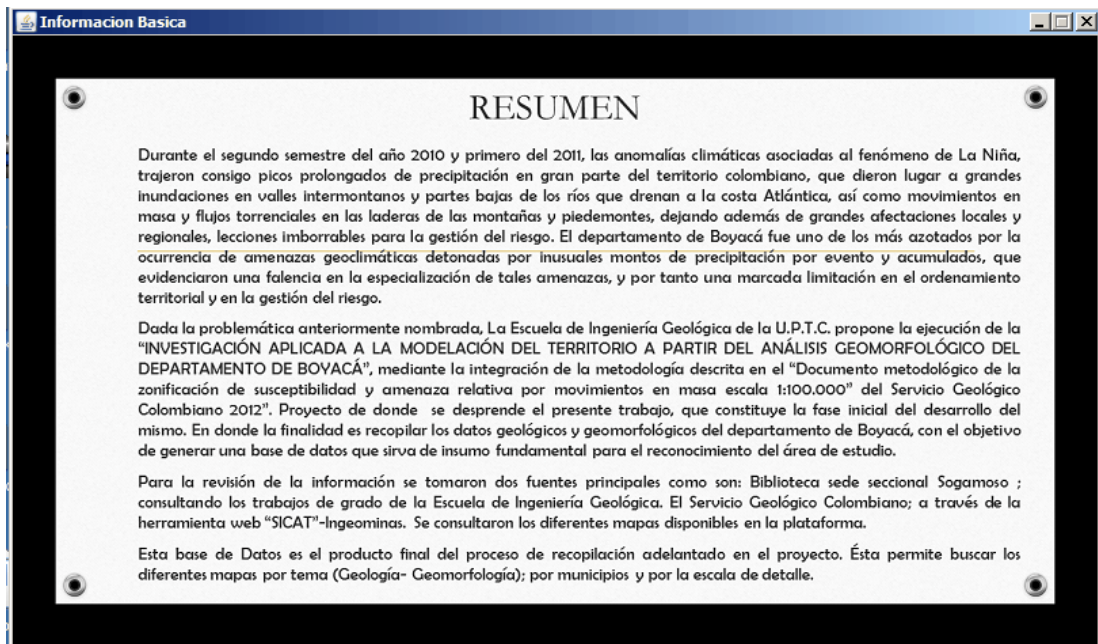 Informacion Basica
RESUMEN
Durante el segundo semestre del año 2010 y primero del 2011, las anomalías climáticas asociadas al fenómeno de La Niña,
trajeron consigo picos prolongados de precipitación en gran parte del territorio colombiano, que dieron lugar a grandes
inundaciones en valles intermontanos y partes bajas de los ríos que drenan a la costa Atlántica, así como movimientos en
masa y flujos torrenciales en las laderas de las montañas y piedemontes, dejando además de grandes afectaciones locales y
regionales, lecciones imborrables para la gestión del riesgo. El departamento de Boyacá fue uno de los más azotados por la
ocurrencia de amenazas geoclimáticas detonadas por inusuales montos de precipitación por evento y acumulados, que
evidenciaron una falencia en la especialización de tales amenazas, y por tanto una marcada limitación en el ordenamiento
territorial y en la gestión del riesgo.
Dada la problemática anteriormente nombrada, La Escuela de Ingeniería Geológica de la U.P.T.C. propone la ejecución de la
“INVESTIGACIÓN APLICADA A LA MODELACIÓN DEL TERRITORIO A PARTIR DEL ANÁLISIS GEOMORFOLÓGICO DEL
DEPARTAMENTO DE BOYACÁ”, mediante la integración de la metodología descrita en el “Documento metodológico de la
zonificación de susceptibilidad y amenaza relativa por movimientos en masa escala 1:100.000” del Servicio Geológico
Colombiano 2012”. Proyecto de donde se desprende el presente trabajo, que constituye la fase inicial del desarrollo del
mismo. En donde la finalidad es recopilar los datos geológicos y geomorfológicos del departamento de Boyacá, con el objetivo
de generar una base de datos que sirva de insumo fundamental para el reconocimiento del área de estudio.
Para la revisión de la información se tomaron dos fuentes principales como son: Biblioteca sede seccional Sogamoso ;
consultando los trabajos de grado de la Escuela de Ingeniería Geológica. El Servicio Geológico Colombiano; a través de la
herramienta web “SICAT”-Ingeominas. Se consultaron los diferentes mapas disponibles en la plataforma.
Esta base de Datos es el producto final del proceso de recopilación adelantado en el proyecto. Ésta permite buscar los
diferentes mapas por tema (Geología- Geomorfología); por municipios y por la escala de detalle.